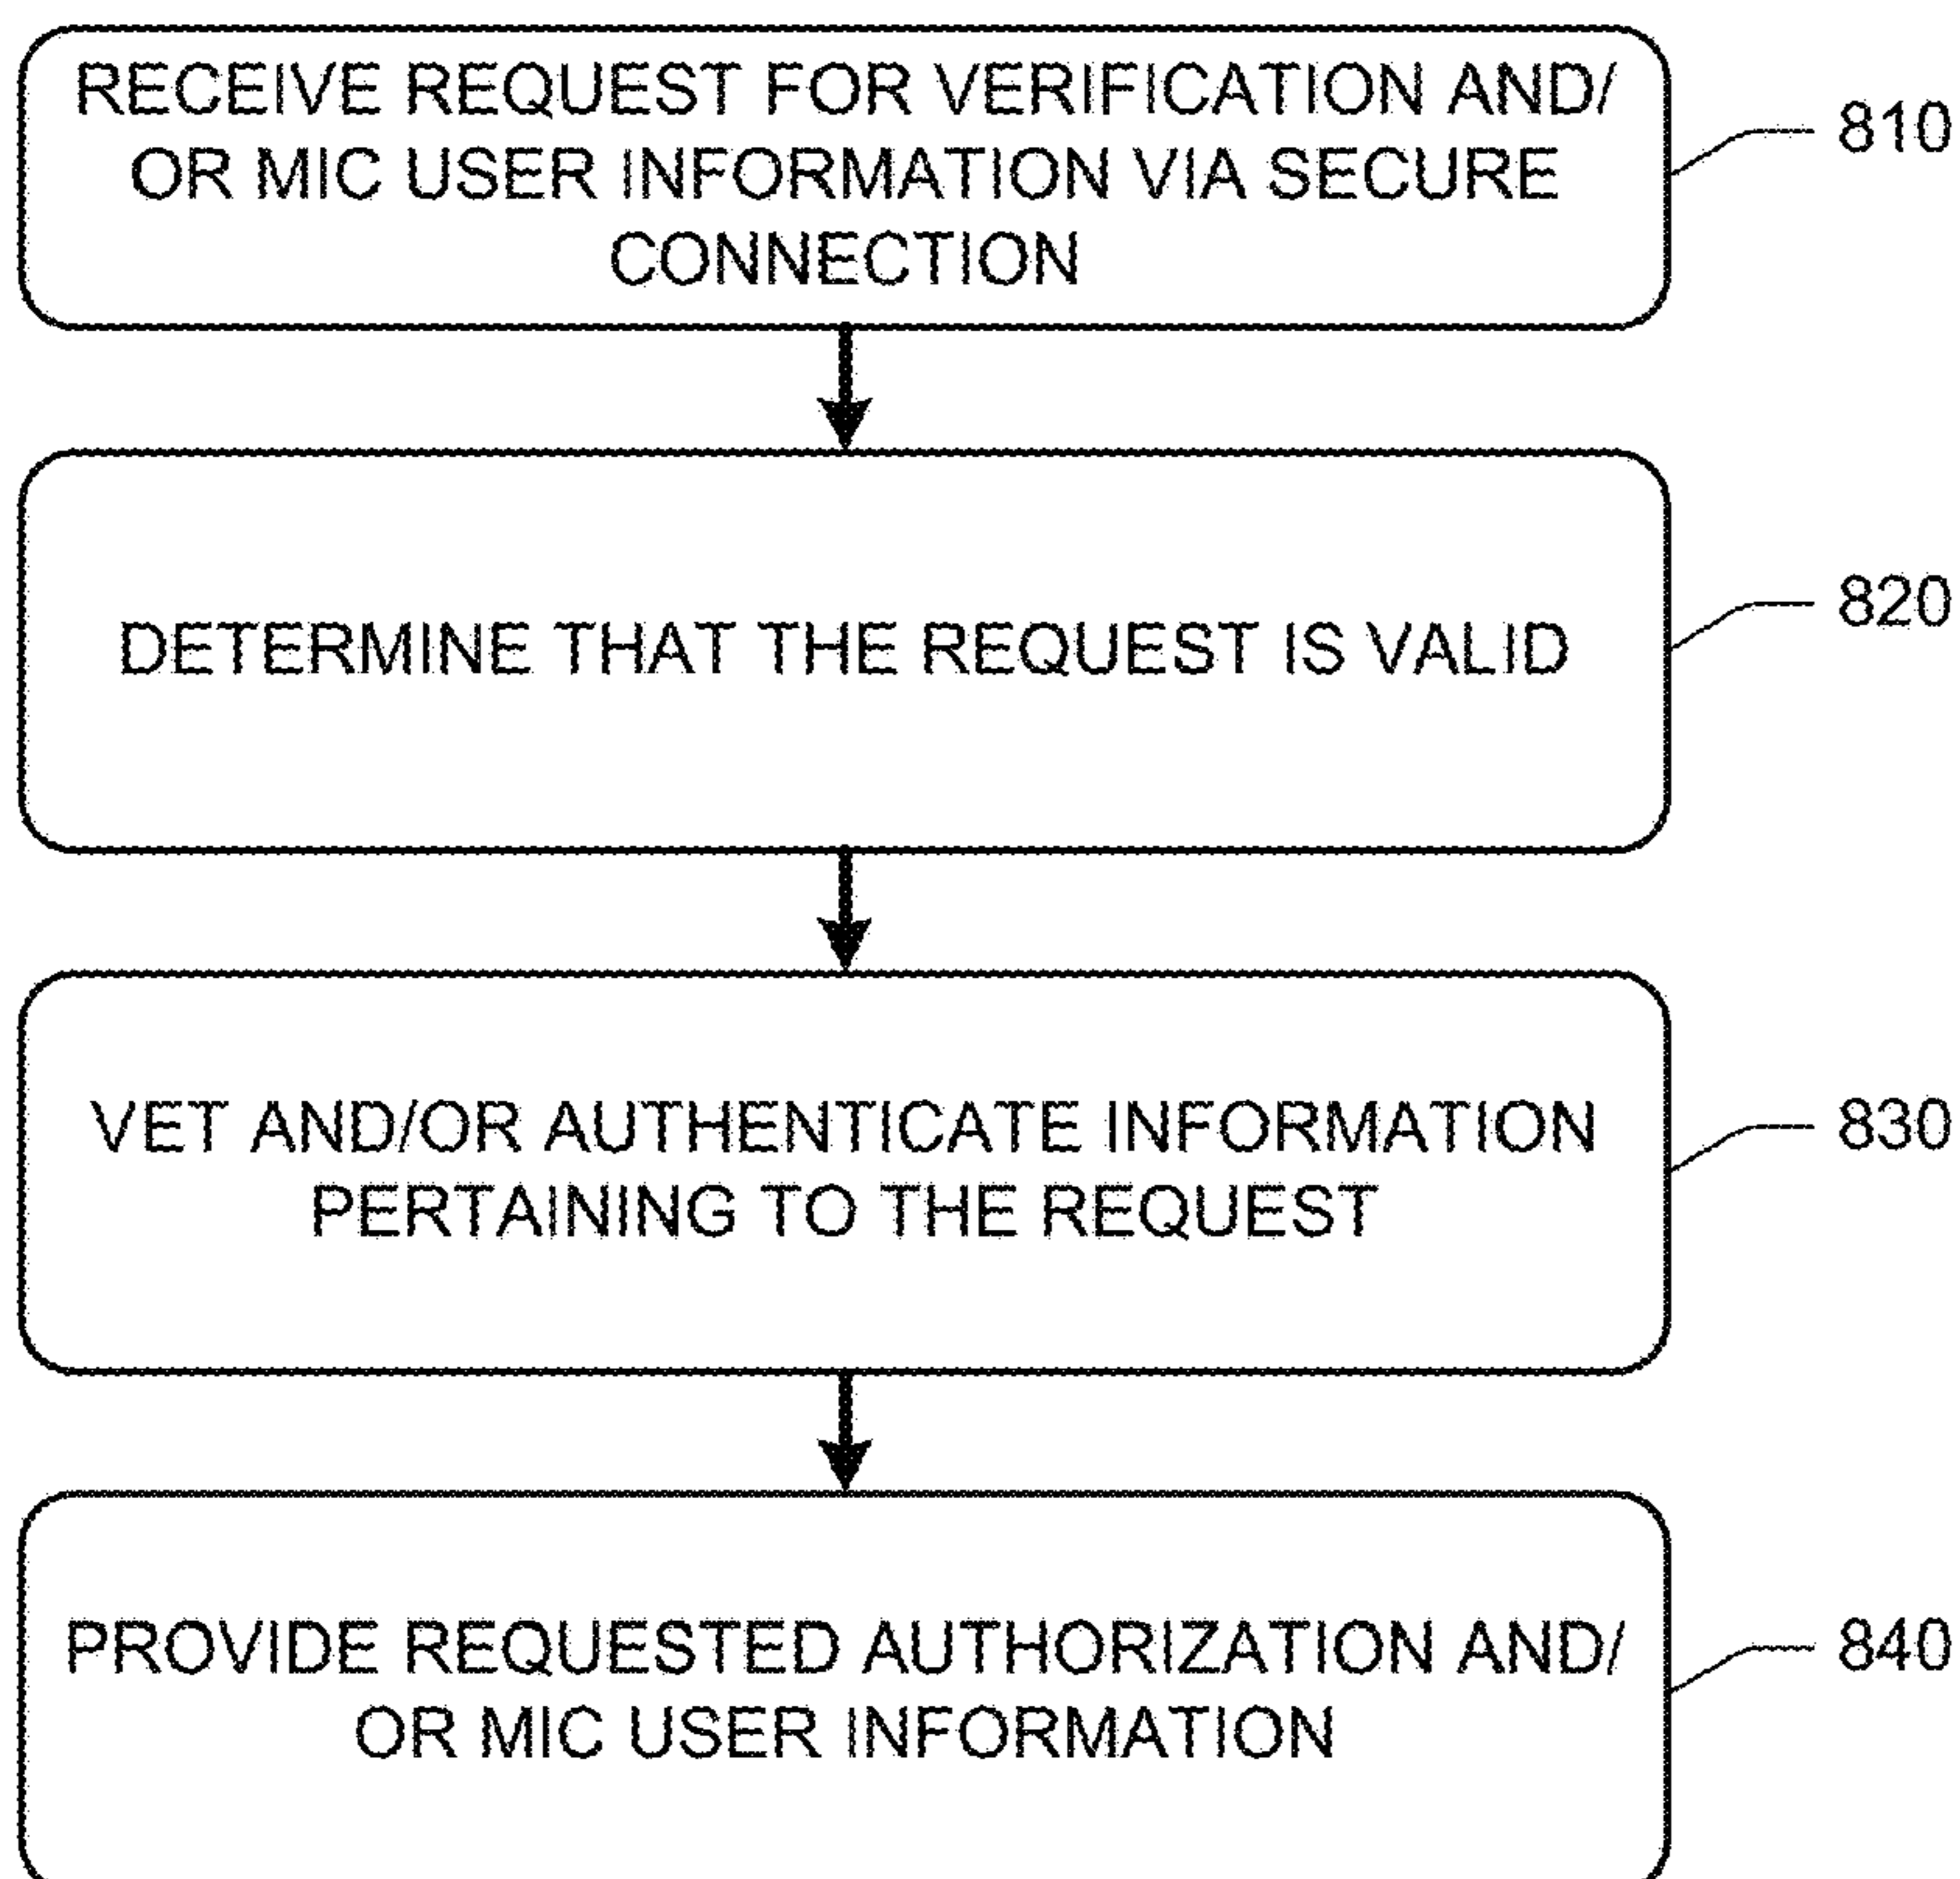 RECEIVE REQUEST FOR VERIFICATION AND/
OR MIC USER INFORMATION VIA SECURE
CONNECTION
810
DETERMINE THAT THE REQUEST IS VALID
820
VET AND/OR AUTHENTICATE INFORMATION
PERTAINING TO THE REQUEST
830
PROVIDE REQUESTED AUTHORIZATION AND/
OR MIC USER INFORMATION
840